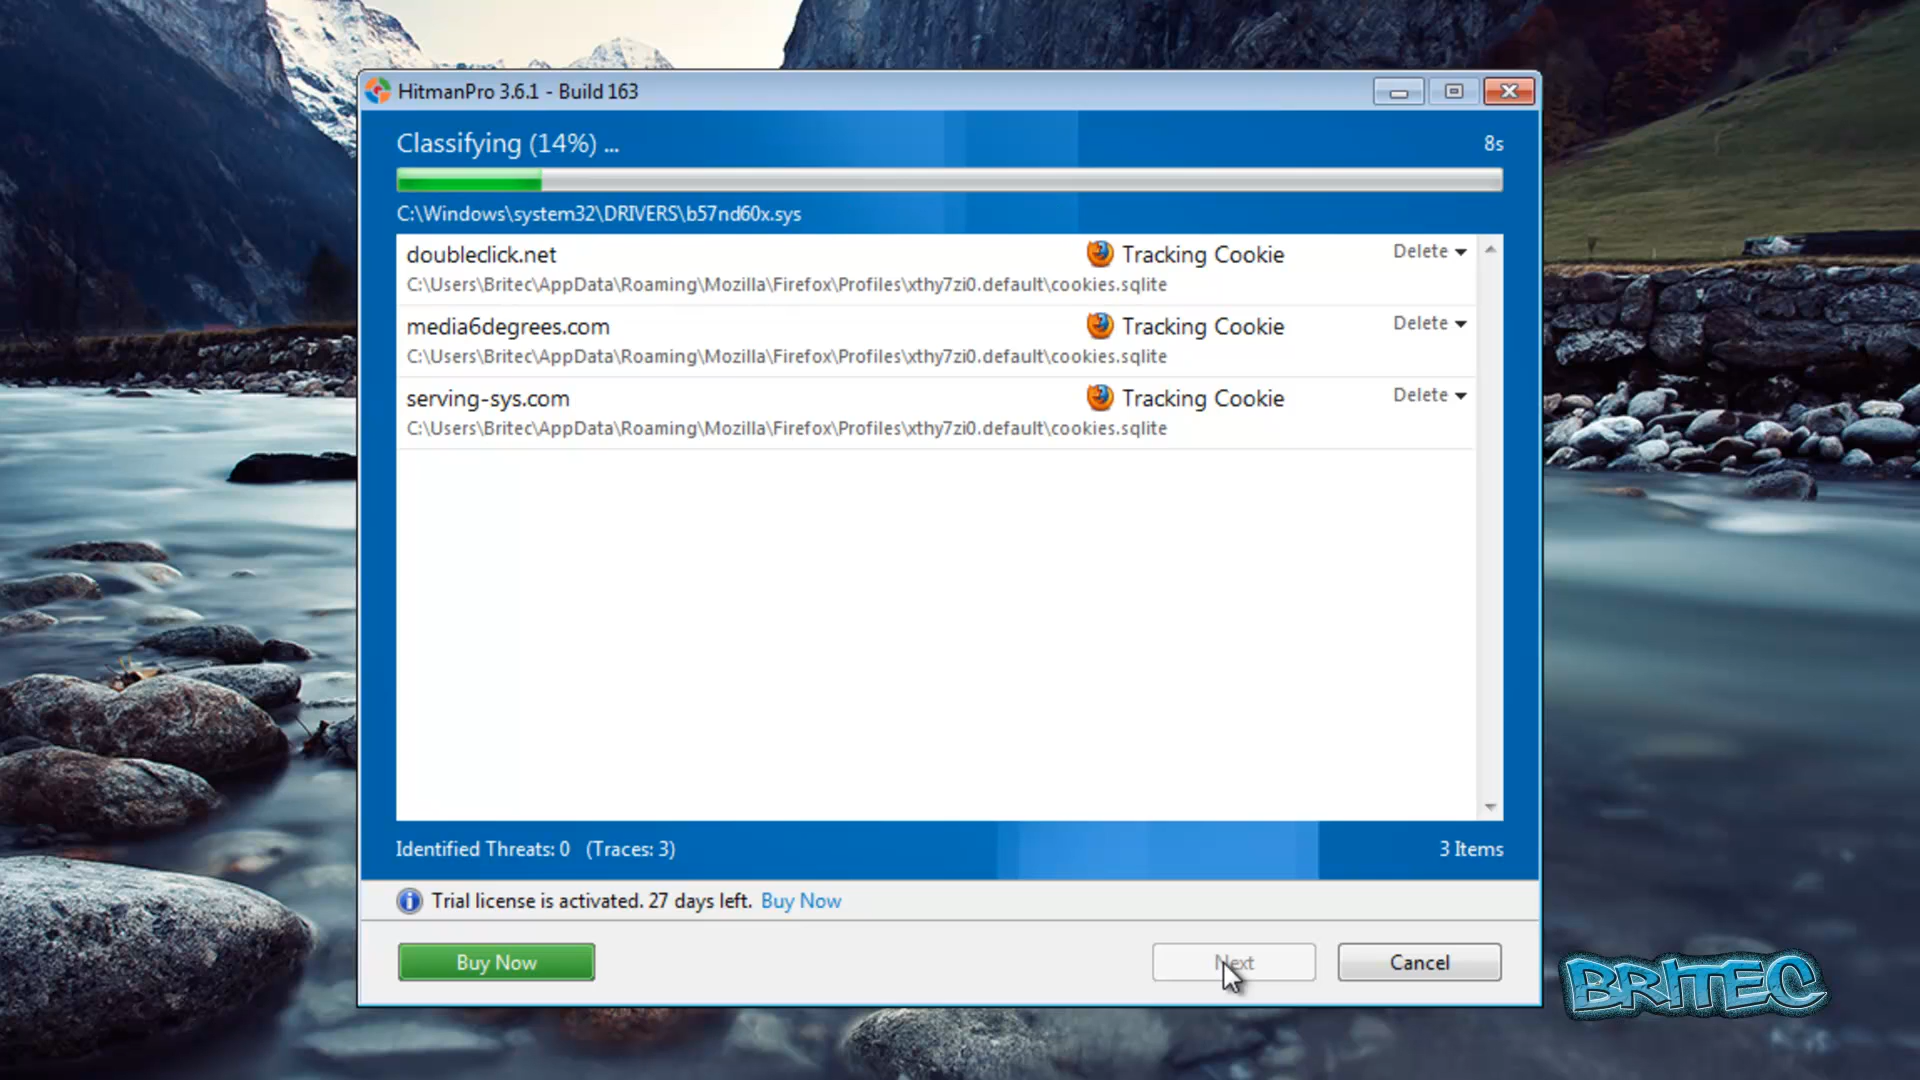 HitmanPro 3.6.1 - Build 163
Classifying (14%) ...
8s
C:\Windows\system32\DRIVERS\b57nd60x.sys
doubleclick.net
Tracking Cookie
Delete
C:\Users\Britec\AppData\Roaming\Mozilla\Firefox\Profiles\xthy7zi0.default\cookies.sqlite
media6degrees.com
Tracking Cookie
Delete
C:\Users\Britec\AppData\Roaming\Mozilla\Firefox\Profiles\xthy7zi0.default\cookies.sqlite
serving-sys.com
Tracking Cookie
Delete
C:\Users\Britec\AppData\Roaming\Mozilla\Firefox\Profiles\xthy7zi0.default\cookies.sqlite
Identified Threats: 0 (Traces: 3)
3 Items
Trial license is activated. 27 days left. Buy Now
Buy Now
Next
Cancel
BRITEC